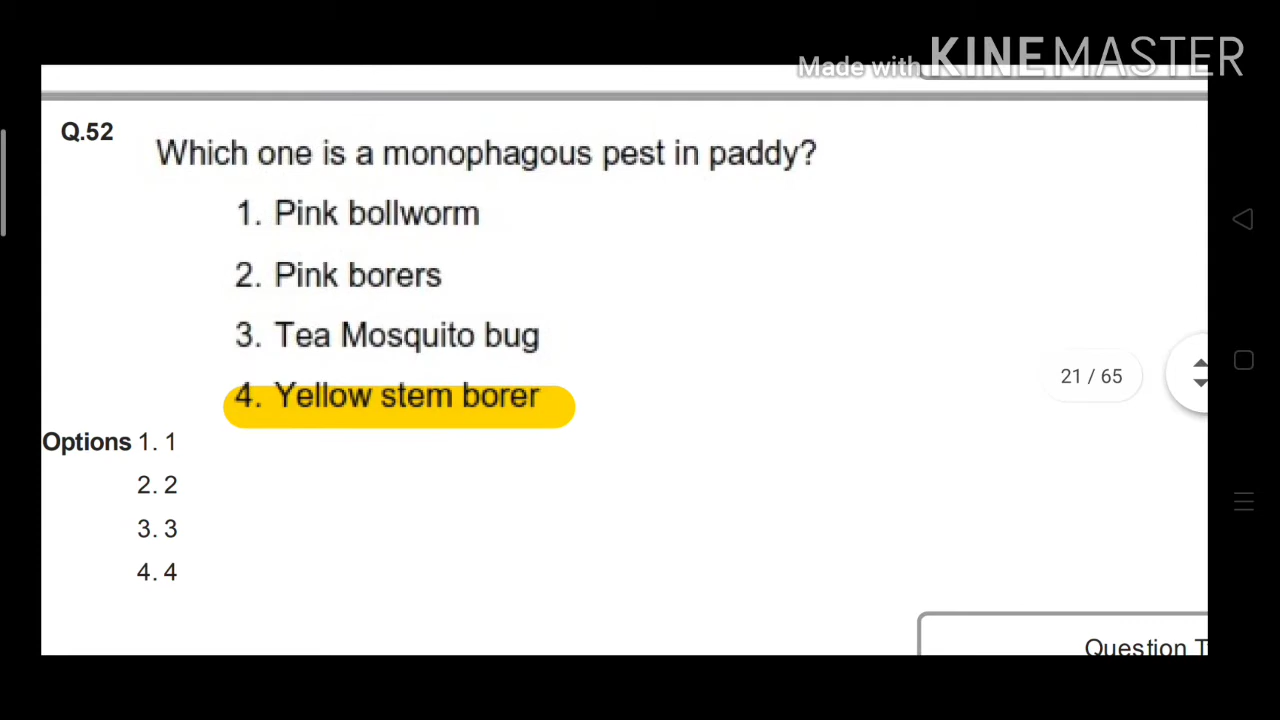 Made with KINEMASTER
Q.52
Which one is a monophagous pest in paddy?
1. Pink bollworm
2. Pink borers
3. Tea Mosquito bug
4. Yellow stem borer
21 / 65
Options 1. 1
2. 2
3. 3
4. 4
Question T